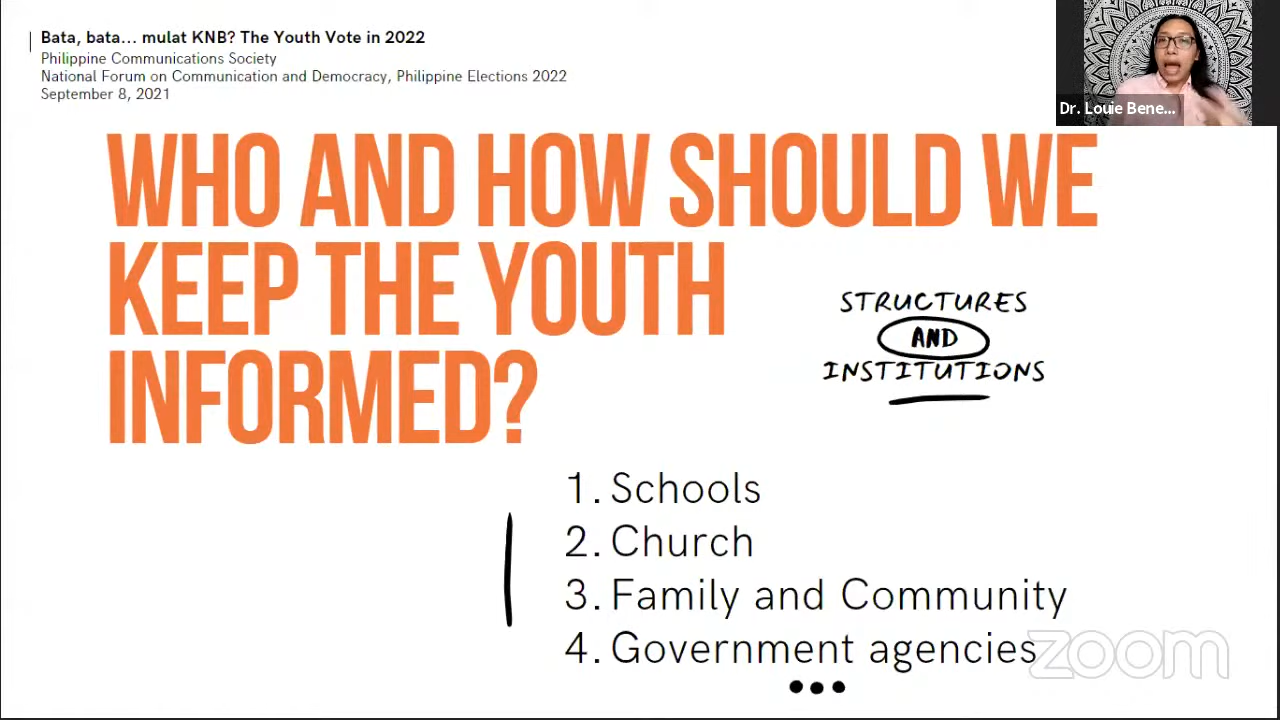 Bata, bata... mulat KNB? The Youth Vote in 2022
Philippine Communications Society
National Forum on Communication and Democracy, Philippine Elections 2022
September 8, 2021
Dr. Louie Bene...
WHO AND HOW SHOULD WE
KEEP THE YOUTH
INFORMED?
STRUCTURES
AND
INSTITUTIONS
1. Schools
2. Church
3. Family and Community
4. Government agencies
...
zoom